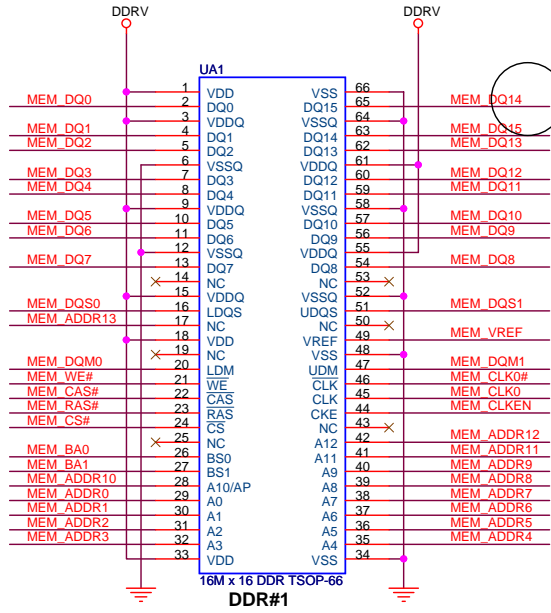 DDRV DDRV
UA1
1 VDD VSS 66
MEM_DQ0 2 DQ0 DQ15 65 MEM_DQ14
3 VDDQ VSSQ 64
MEM_DQ1 4 DQ1 DQ14 63 MEM_DQ15
MEM_DQ2 5 DQ2 DQ13 62 MEM_DQ13
6 VSSQ VDDQ 61
MEM_DQ3 7 DQ3 DQ12 60 MEM_DQ12
MEM_DQ4 8 DQ4 DQ11 59 MEM_DQ11
9 VDDQ VSSQ 58
MEM_DQ5 10 DQ5 DQ10 57 MEM_DQ10
MEM_DQ6 11 DQ6 DQ9 56 MEM_DQ9
12 VSSQ VDDQ 55
MEM_DQ7 13 DQ7 DQ8 54 MEM_DQ8
14 NC NC 53
15 VDDQ VSSQ 52
MEM_DQS0 16 LDQS UDQS 51 MEM_DQS1
MEM_ADDR13 17 NC NC 50
18 VDD VREF 49 MEM_VREF
19 NC VSS 48
MEM_DQM0 20 LDM UDM 47 MEM_DQM1
MEM_WE# 21 WE CLK 46 MEM_CLK0#
MEM_CAS# 22 CAS CLK 45 MEM_CLK0
MEM_RAS# 23 RAS CKE 44 MEM_CLKEN
MEM_CS# 24 CS NC 43
25 NC A12 42 MEM_ADDR12
MEM_BA0 26 BS0 A11 41 MEM_ADDR11
MEM_BA1 27 BS1 A9 40 MEM_ADDR9
MEM_ADDR10 28 A10/AP A8 39 MEM_ADDR8
MEM_ADDR0 29 A0 A7 38 MEM_ADDR7
MEM_ADDR1 30 A1 A6 37 MEM_ADDR6
MEM_ADDR2 31 A2 A5 36 MEM_ADDR5
MEM_ADDR3 32 A3 A4 35 MEM_ADDR4
33 VDD VSS 34
16M x 16 DDR TSOP-66
DDR#1